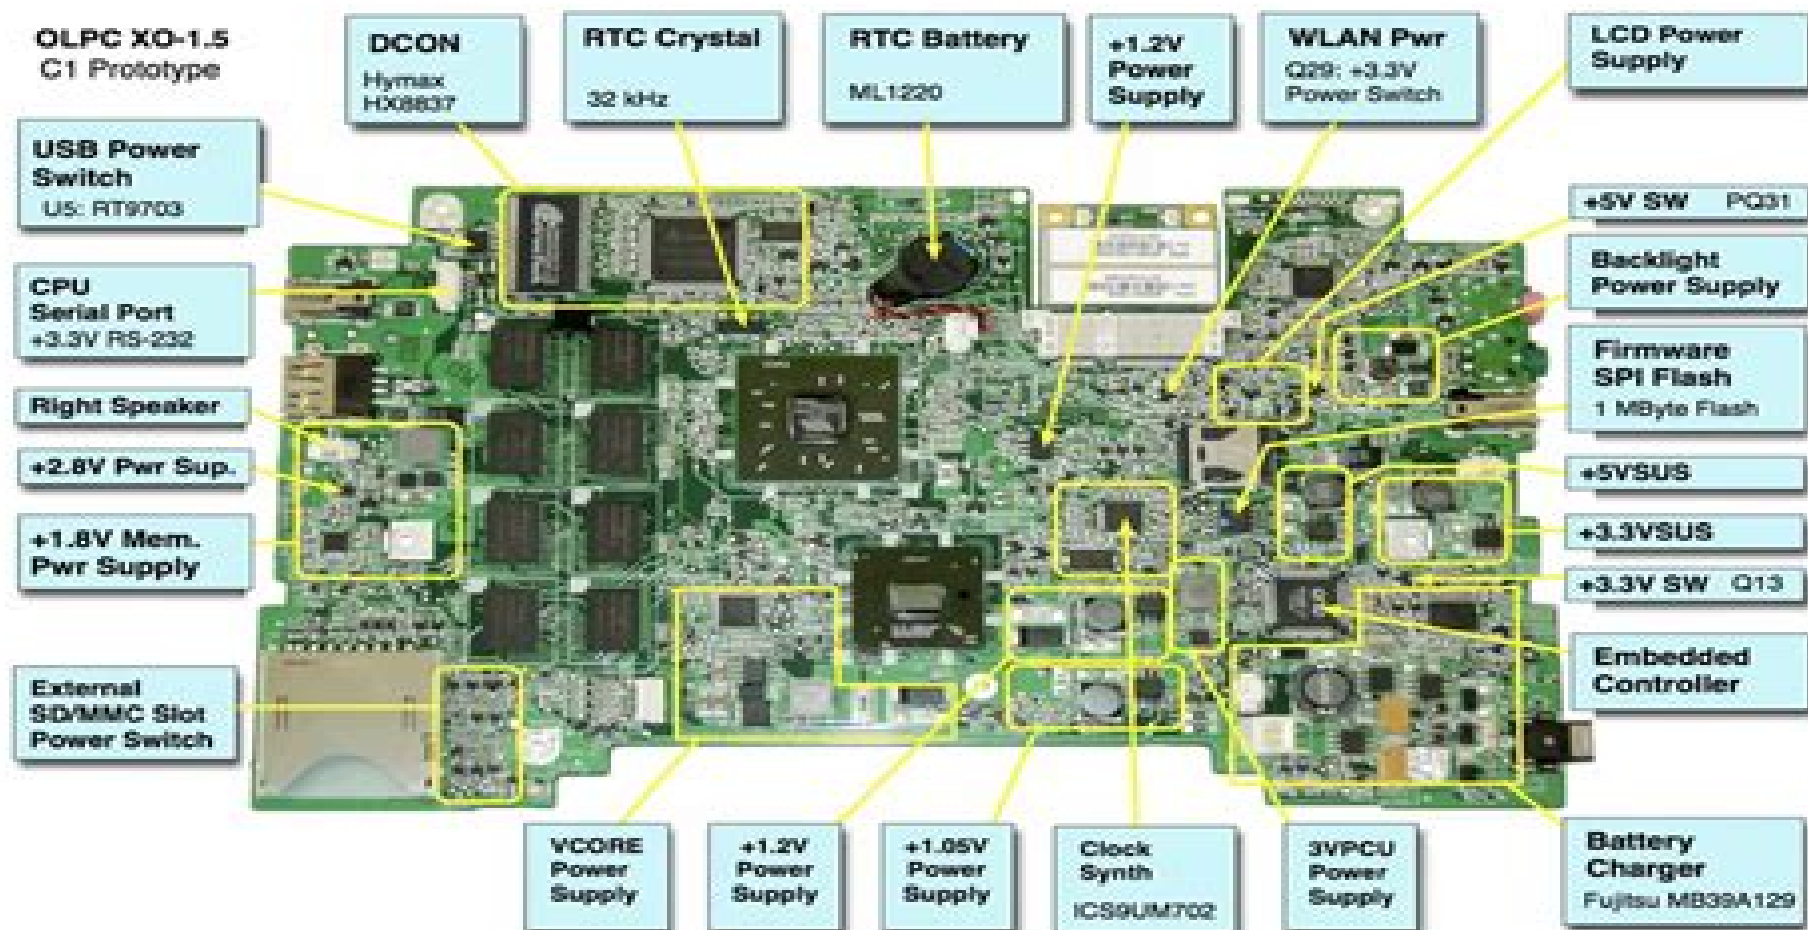 OLPC XO-1.5
C1 Prototype
DCON
Hymax
HX8837
RTC Crystal
32 kHz
RTC Battery
ML1220
+1.2V
Power
Supply
WLAN Pwr
Q29: +3.3V
Power Switch
LCD Power
Supply
USB Power
Switch
U5: RT9703
CPU
Serial Port
+3.3V RS-232
Right Speaker
+2.8V Pwr Sup.
+1.8V Mem.
Pwr Supply
External
SD/MMC Slot
Power Switch
+5V SW PQ31
Backlight
Power Supply
Firmware
SPI Flash
1 MByte Flash
+5VSUS
+3.3VSUS
+3.3V SW Q13
Embedded
Controller
VCORE
Power
Supply
+1.2V
Power
Supply
+1.05V
Power
Supply
Clock
Synth
ICS9UM702
3VPCU
Power
Supply
Battery
Charger
Fujitsu MB39A129